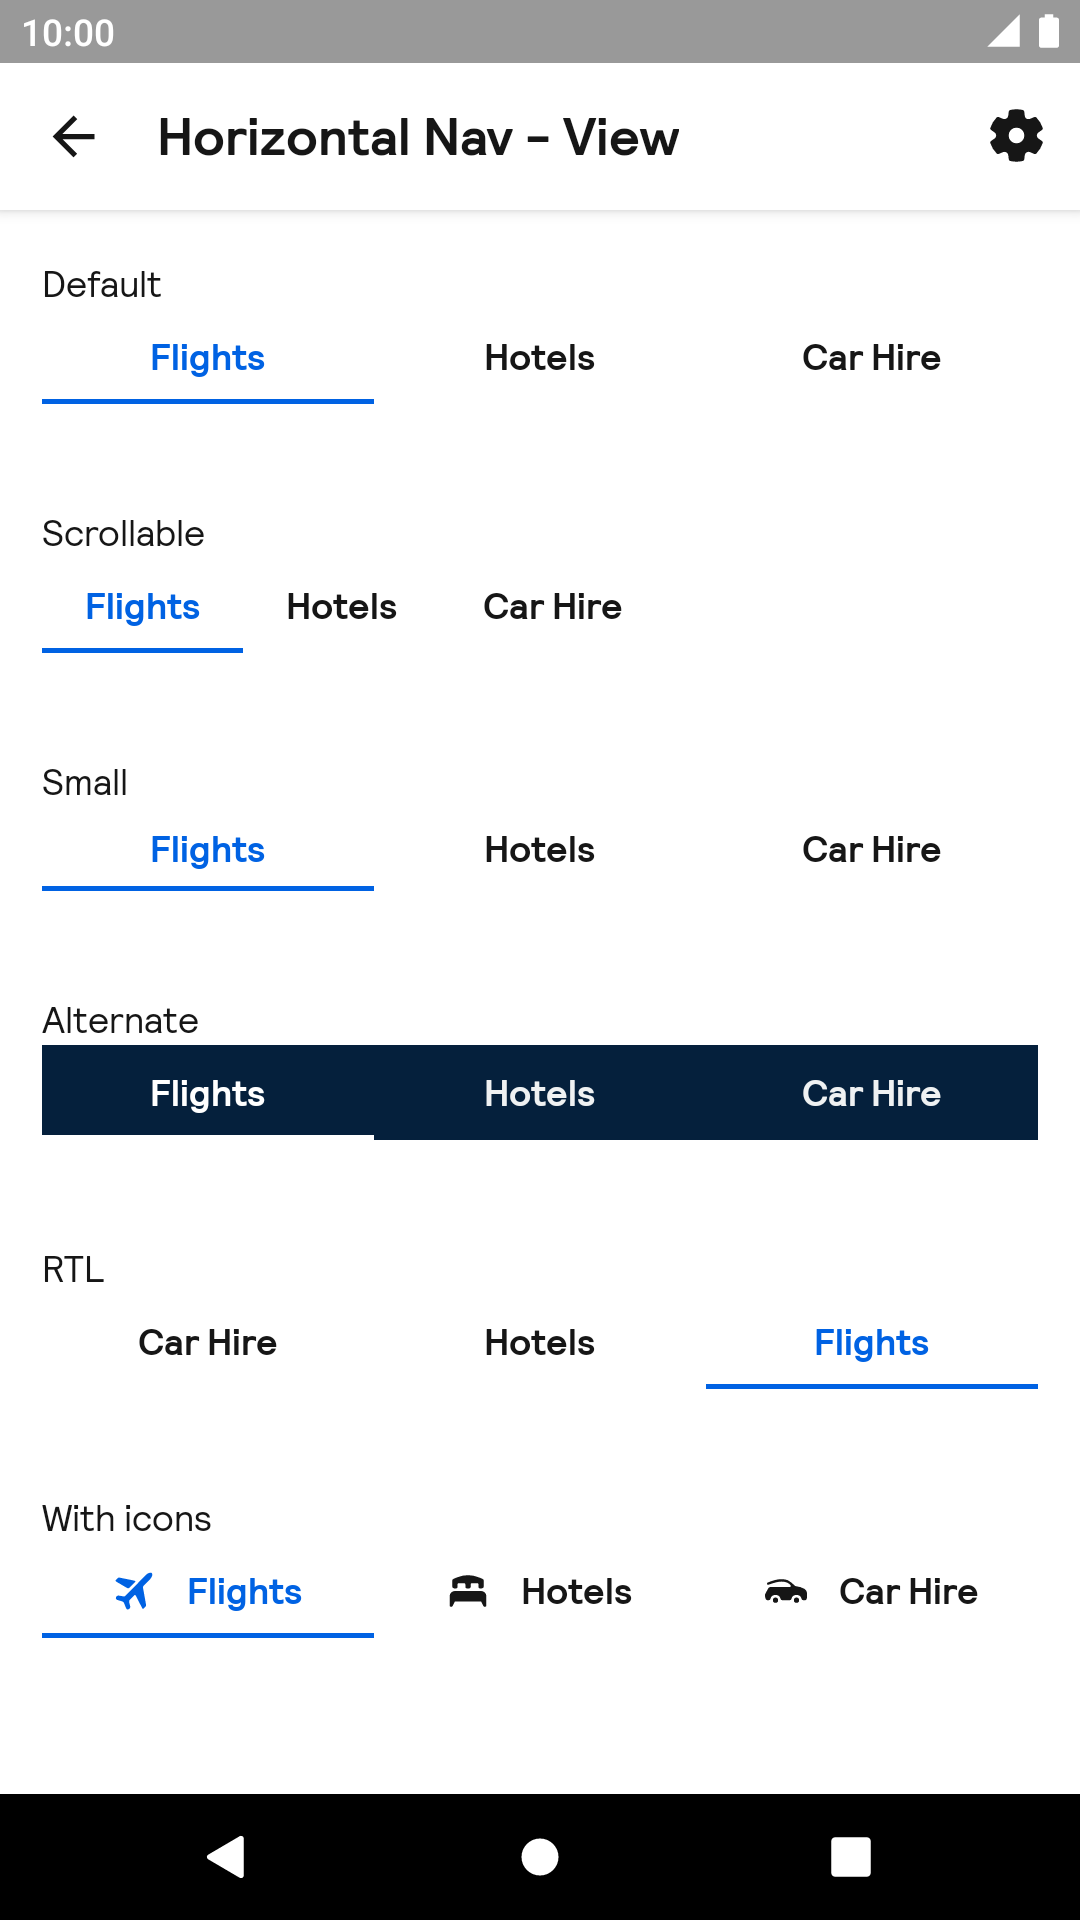 10:00
Horizontal Nav - View
Default
Flights Hotels Car Hire
Scrollable
Flights Hotels Car Hire
Small
Flights Hotels Car Hire
Alternate
Flights Hotels Car Hire
RTL
Car Hire Hotels Flights
With icons
Flights Hotels Car Hire